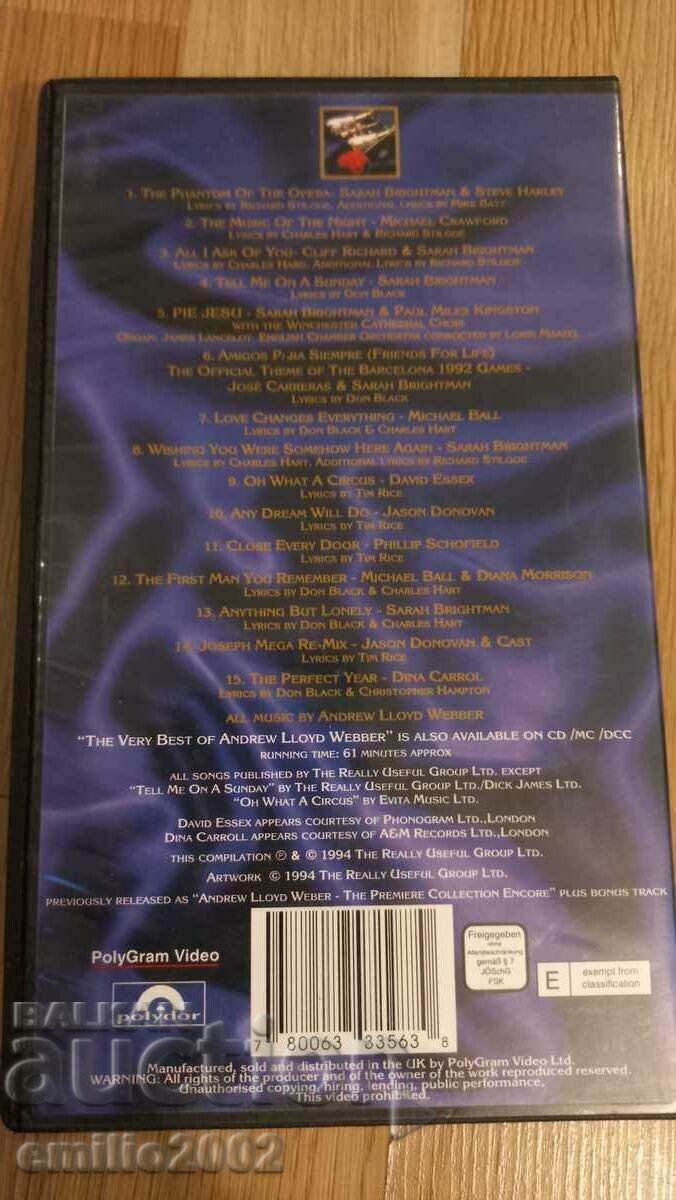 1. The Phantom Of The Opera- Sarah Brightman & Steve Harley
Lyrics by Richard Stilgoe, Additional Lyrics by Mike Batt
2. The Music Of The Night - Michael Crawford
Lyrics by Charles Hart & Richard Stilgoe
3. All I Ask Of You- Cliff Richard & Sarah Brightman
Lyrics by Charles Hard, Additional Lyrics by Richard Stilgoe
4. Tell Me On A Sunday - Sarah Brightman
Lyrics by Don Black
5. PIE JESU - Sarah Brightman & Paul Miles Kingston
with the Winchester Cathedral Choir
Organ: James Lancelot, English Chamber Orchestra conducted by Lorin Maazel
6. Amigos Para Siempre (Friends For Life)
The Official Theme of The Barcelona 1992 Games -
José Carreras & Sarah Brightman
Lyrics by Don Black
7. Love Changes Everything - Michael Ball
Lyrics by Don Black & Charles Hart
8. Wishing You Were Somehow Here Again - Sarah Brightman
Lyrics by Charles Hart, Additional Lyrics by Richard Stilgoe
9. Oh What A Circus - David Essex
Lyrics by Tim Rice
10. Any Dream Will Do - Jason Donovan
Lyrics by Tim Rice
11. Close Every Door - Phillip Schofield
Lyrics by Tim Rice
12. The First Man You Remember - Michael Ball & Diana Morrison
Lyrics by Don Black & Charles Hart
13. Anything But Lonely - Sarah Brightman
Lyrics by Don Black & Charles Hart
14. Joseph Mega Re-Mix - Jason Donovan & Cast
Lyrics by Tim Rice
15. The Perfect Year - Dina Carrol
Lyrics by Don Black & Christopher Hampton
all music by Andrew Lloyd Webber
"The Very Best of Andrew Lloyd Webber" is also available on CD /MC /DCC
running time: 61 minutes approx
all songs published by The Really Useful Group Ltd. except
"Tell Me On A Sunday" by The Really Useful Group Ltd./Dick James Ltd.
"Oh What A Circus" by Evita Music Ltd.
David Essex appears courtesy of Phonogram Ltd.,London
Dina Carroll appears courtesy of A&M Records Ltd.,London
this compilation ℗ & © 1994 The Really Useful Group Ltd.
Artwork © 1994 The Really Useful Group Ltd.
previously released as "Andrew Lloyd Weber - The Premiere Collection Encore" plus bonus track
PolyGram Video
polydor
7 80063 33563 8
Freigegeben
ohne
Altersbeschränkung
gemäß § 7
JÖSchG
FSK
E exempt from
classification
Manufactured, sold and distributed in the UK by PolyGram Video Ltd.
WARNING: All rights of the producer and of the owner of the work reproduced reserved.
Unauthorised copying, hiring, lending, public performance.
This video prohibited.
BALKAN
auction
emilio2002